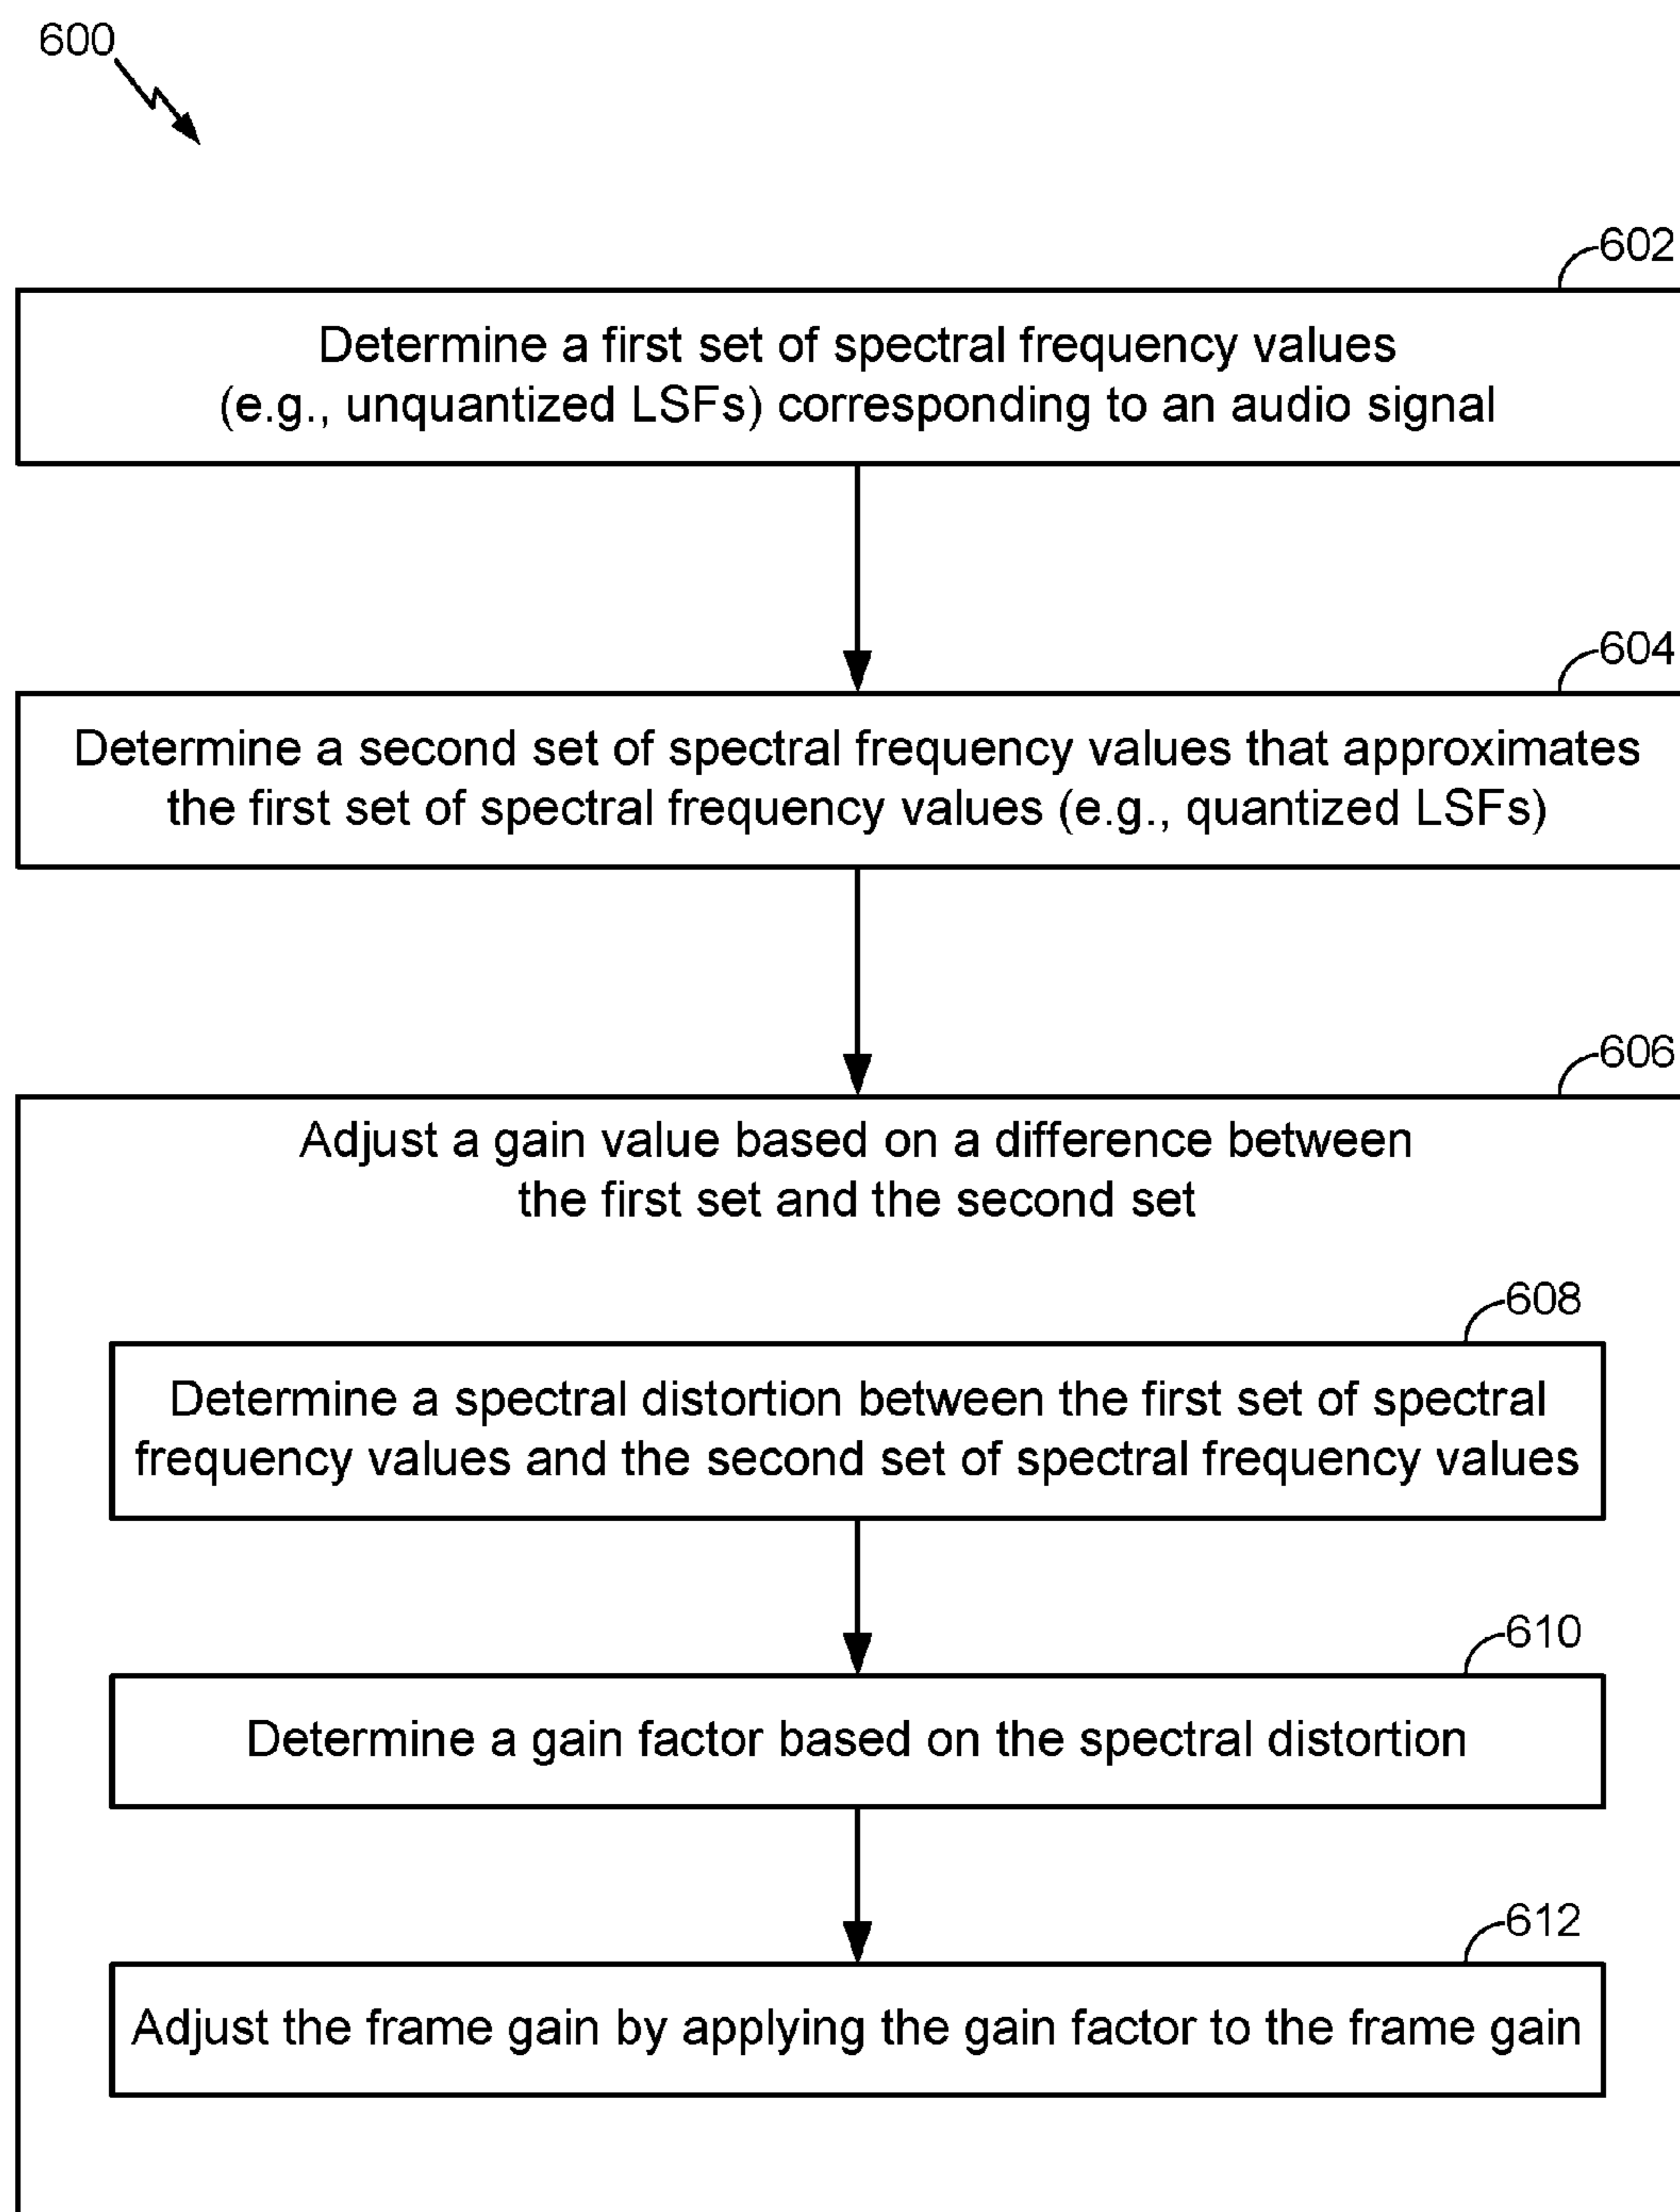 600
602
Determine a first set of spectral frequency values
(e.g., unquantized LSFs) corresponding to an audio signal
604
Determine a second set of spectral frequency values that approximates
the first set of spectral frequency values (e.g., quantized LSFs)
606
Adjust a gain value based on a difference between
the first set and the second set
608
Determine a spectral distortion between the first set of spectral
frequency values and the second set of spectral frequency values
610
Determine a gain factor based on the spectral distortion
612
Adjust the frame gain by applying the gain factor to the frame gain